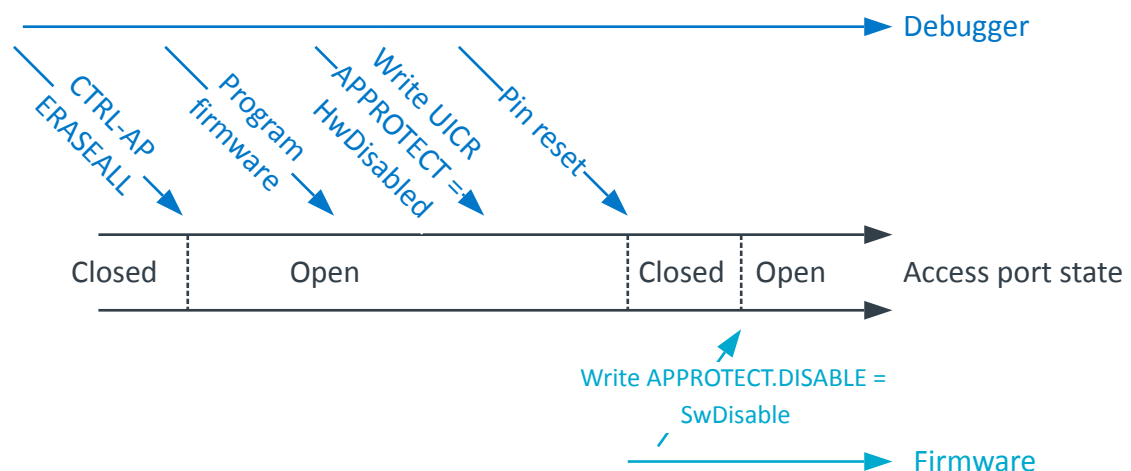 Debugger
CTRL-AP
ERASEALL
Program
firmware
Write UICR
APPROTECT =
HwDisabled
Pin reset
Closed
Open
Closed
Open
Access port state
Write APPROTECT.DISABLE =
SwDisable
Firmware